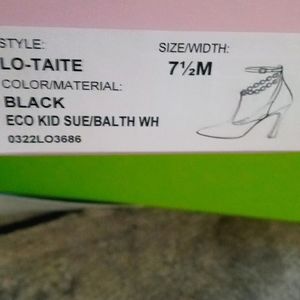 STYLE: SIZE/WIDTH:
LO-TAITE 7½M
COLOR/MATERIAL:
BLACK
ECO KID SUE/BALTH WH
0322LO3686